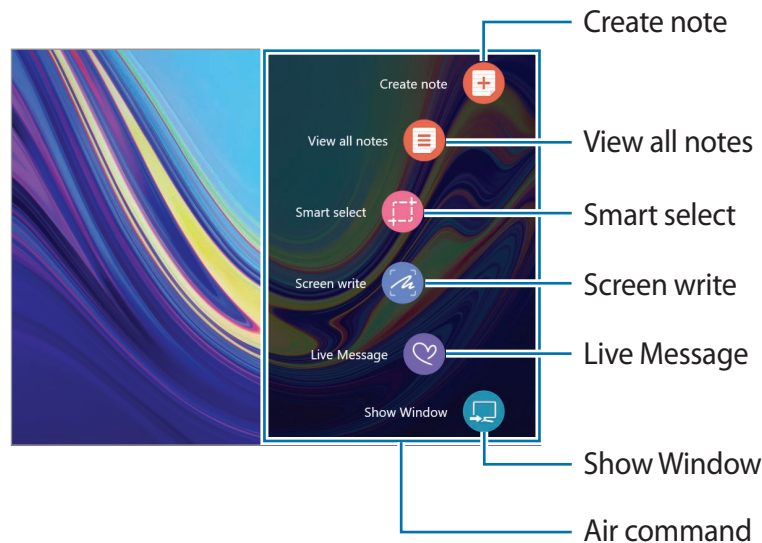 Create note
Create note
View all notes
View all notes
Smart select
Smart select
Screen write
Screen write
Live Message
Live Message
Show Window
Show Window
Air command